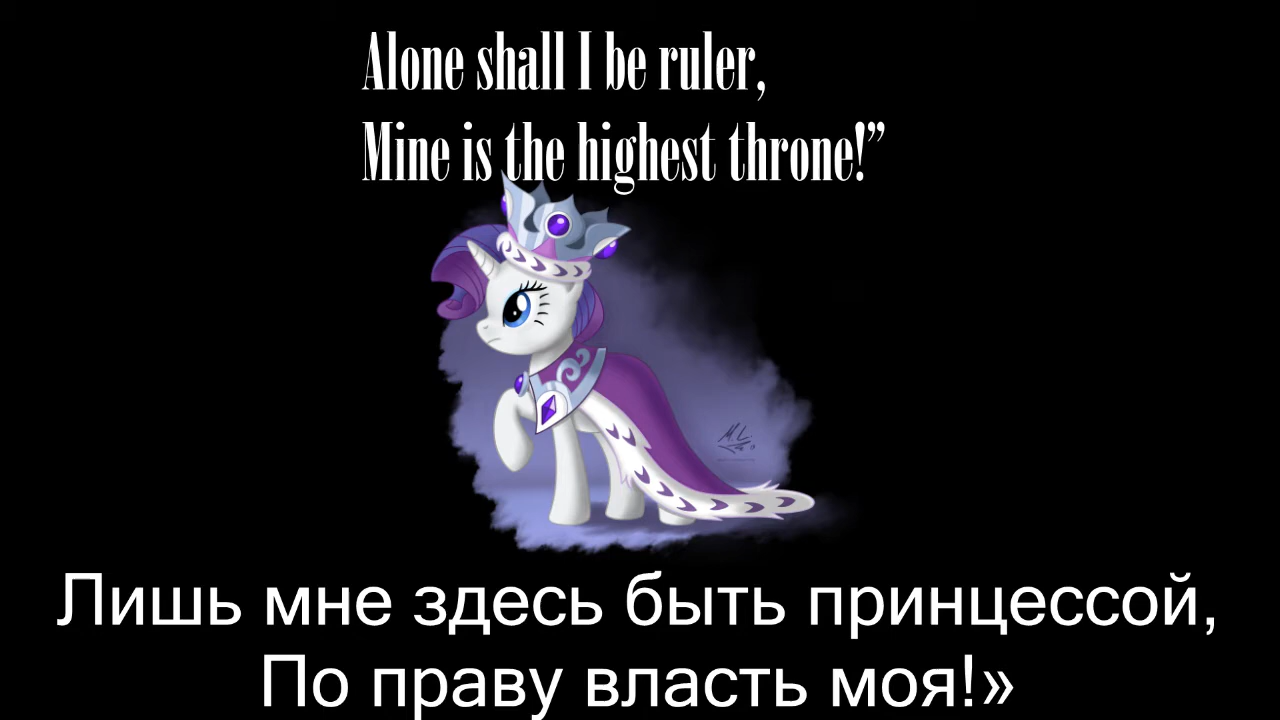 Alone shall I be ruler,
Mine is the highest throne!”
Лишь мне здесь быть принцессой,
По праву власть моя!»